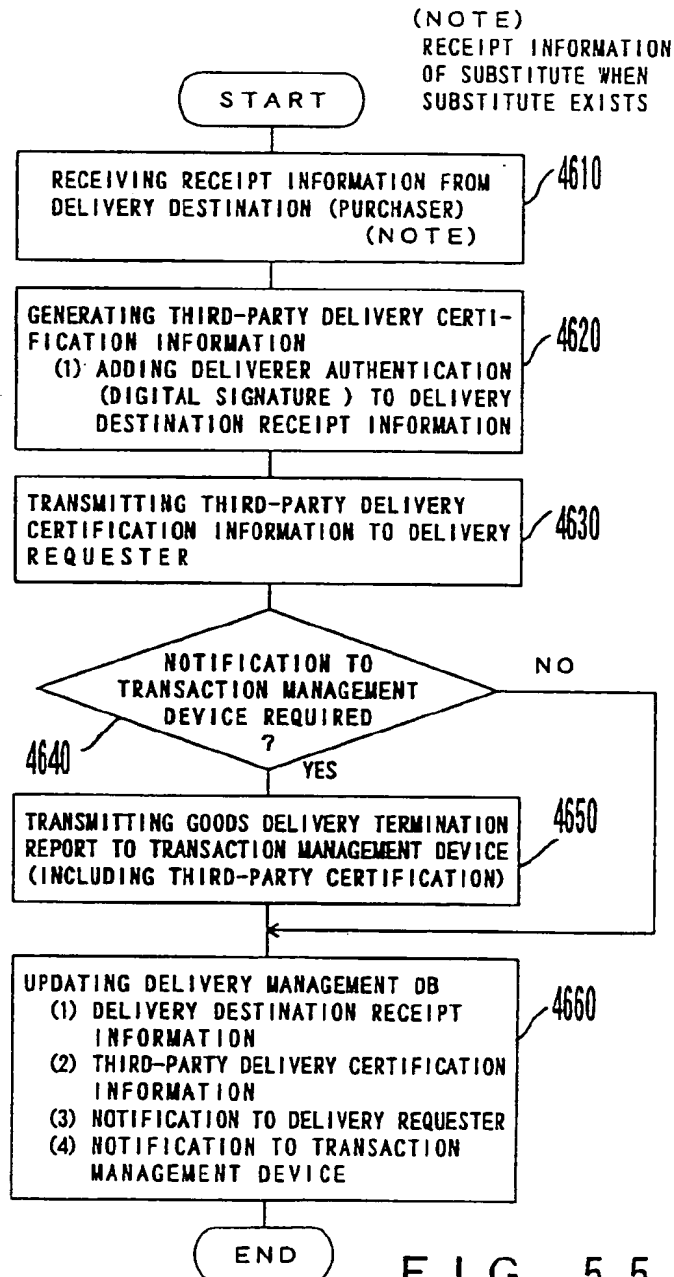 (NOTE)
RECEIPT INFORMATION
OF SUBSTITUTE WHEN
SUBSTITUTE EXISTS
START
RECEIVING RECEIPT INFORMATION FROM
DELIVERY DESTINATION (PURCHASER)
(NOTE)
4610
GENERATING THIRD-PARTY DELIVERY CERTI-
FICATION INFORMATION
(1) ADDING DELIVERER AUTHENTICATION
(DIGITAL SIGNATURE ) TO DELIVERY
DESTINATION RECEIPT INFORMATION
4620
TRANSMITTING THIRD-PARTY DELIVERY
CERTIFICATION INFORMATION TO DELIVERY
REQUESTER
4630
NOTIFICATION TO
TRANSACTION MANAGEMENT
DEVICE REQUIRED
?
NO
4640
YES
TRANSMITTING GOODS DELIVERY TERMINATION
REPORT TO TRANSACTION MANAGEMENT DEVICE
(INCLUDING THIRD-PARTY CERTIFICATION)
4650
UPDATING DELIVERY MANAGEMENT DB
(1) DELIVERY DESTINATION RECEIPT
INFORMATION
(2) THIRD-PARTY DELIVERY CERTIFICATION
INFORMATION
(3) NOTIFICATION TO DELIVERY REQUESTER
(4) NOTIFICATION TO TRANSACTION
MANAGEMENT DEVICE
4660
END
FIG. 55